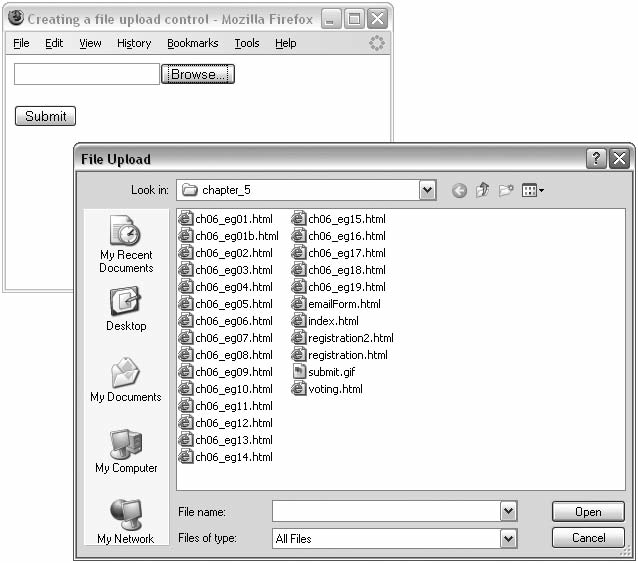 Creating a file upload control - Mozilla Firefox
File Edit View History Bookmarks Tools Help
Browse...
Submit
File Upload
Look in: chapter_5
My Recent Documents
Desktop
My Documents
My Computer
My Network
ch06_eg01.html
ch06_eg01b.html
ch06_eg02.html
ch06_eg03.html
ch06_eg04.html
ch06_eg05.html
ch06_eg06.html
ch06_eg07.html
ch06_eg08.html
ch06_eg09.html
ch06_eg10.html
ch06_eg11.html
ch06_eg12.html
ch06_eg13.html
ch06_eg14.html
ch06_eg15.html
ch06_eg16.html
ch06_eg17.html
ch06_eg18.html
ch06_eg19.html
emailForm.html
index.html
registration2.html
registration.html
submit.gif
voting.html
File name:
Open
Files of type: All Files
Cancel